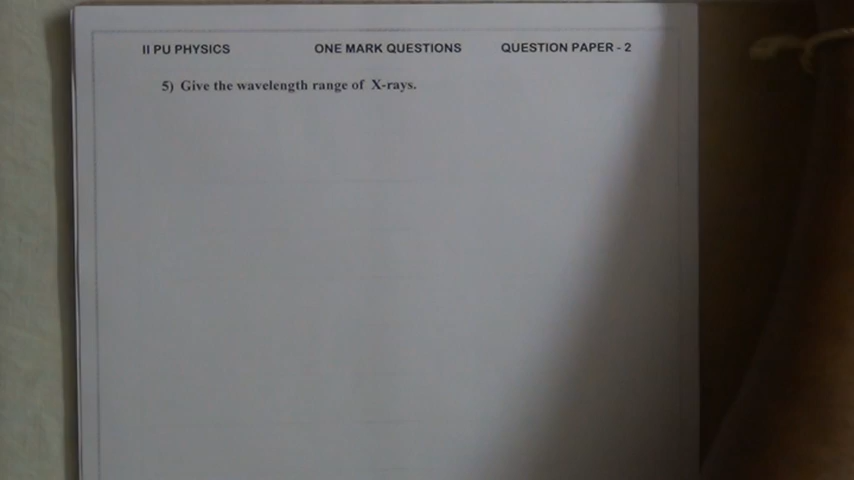 II PU PHYSICS ONE MARK QUESTIONS QUESTION PAPER - 2
5) Give the wavelength range of X-rays.